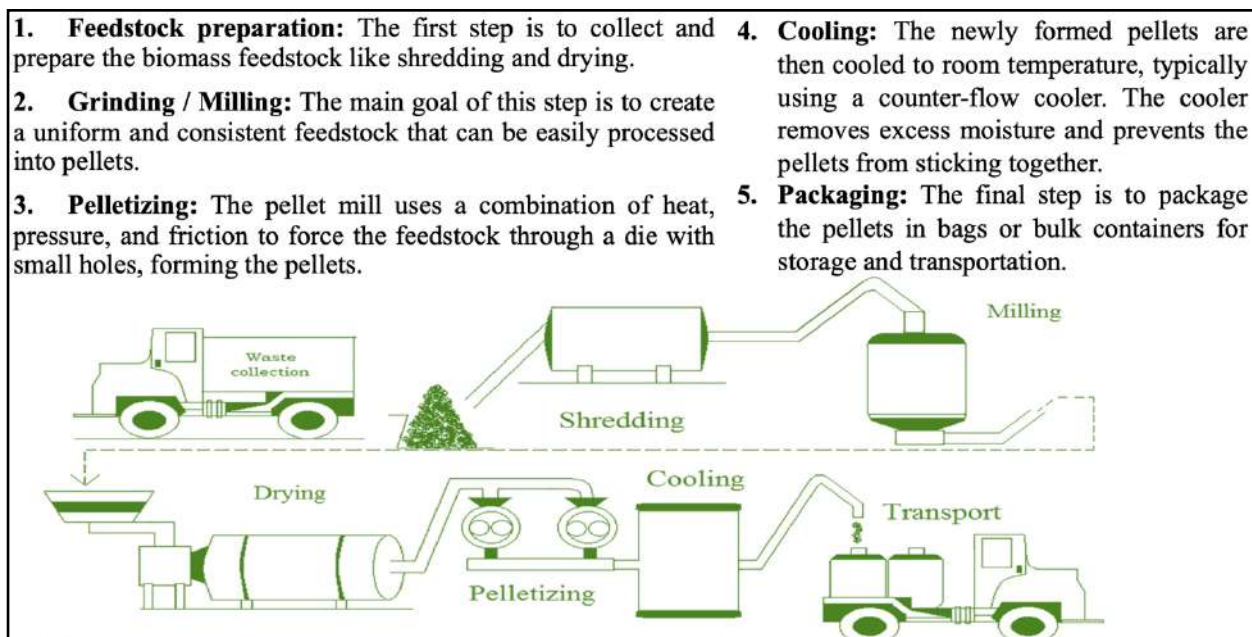 1. Feedstock preparation: The first step is to collect and
prepare the biomass feedstock like shredding and drying.
2. Grinding / Milling: The main goal of this step is to create
a uniform and consistent feedstock that can be easily processed
into pellets.
3. Pelletizing: The pellet mill uses a combination of heat,
pressure, and friction to force the feedstock through a die with
small holes, forming the pellets.
4. Cooling: The newly formed pellets are
then cooled to room temperature, typically
using a counter-flow cooler. The cooler
removes excess moisture and prevents the
pellets from sticking together.
5. Packaging: The final step is to package
the pellets in bags or bulk containers for
storage and transportation.
Waste
collection
Shredding
Milling
Drying
Pelletizing
Cooling
Transport